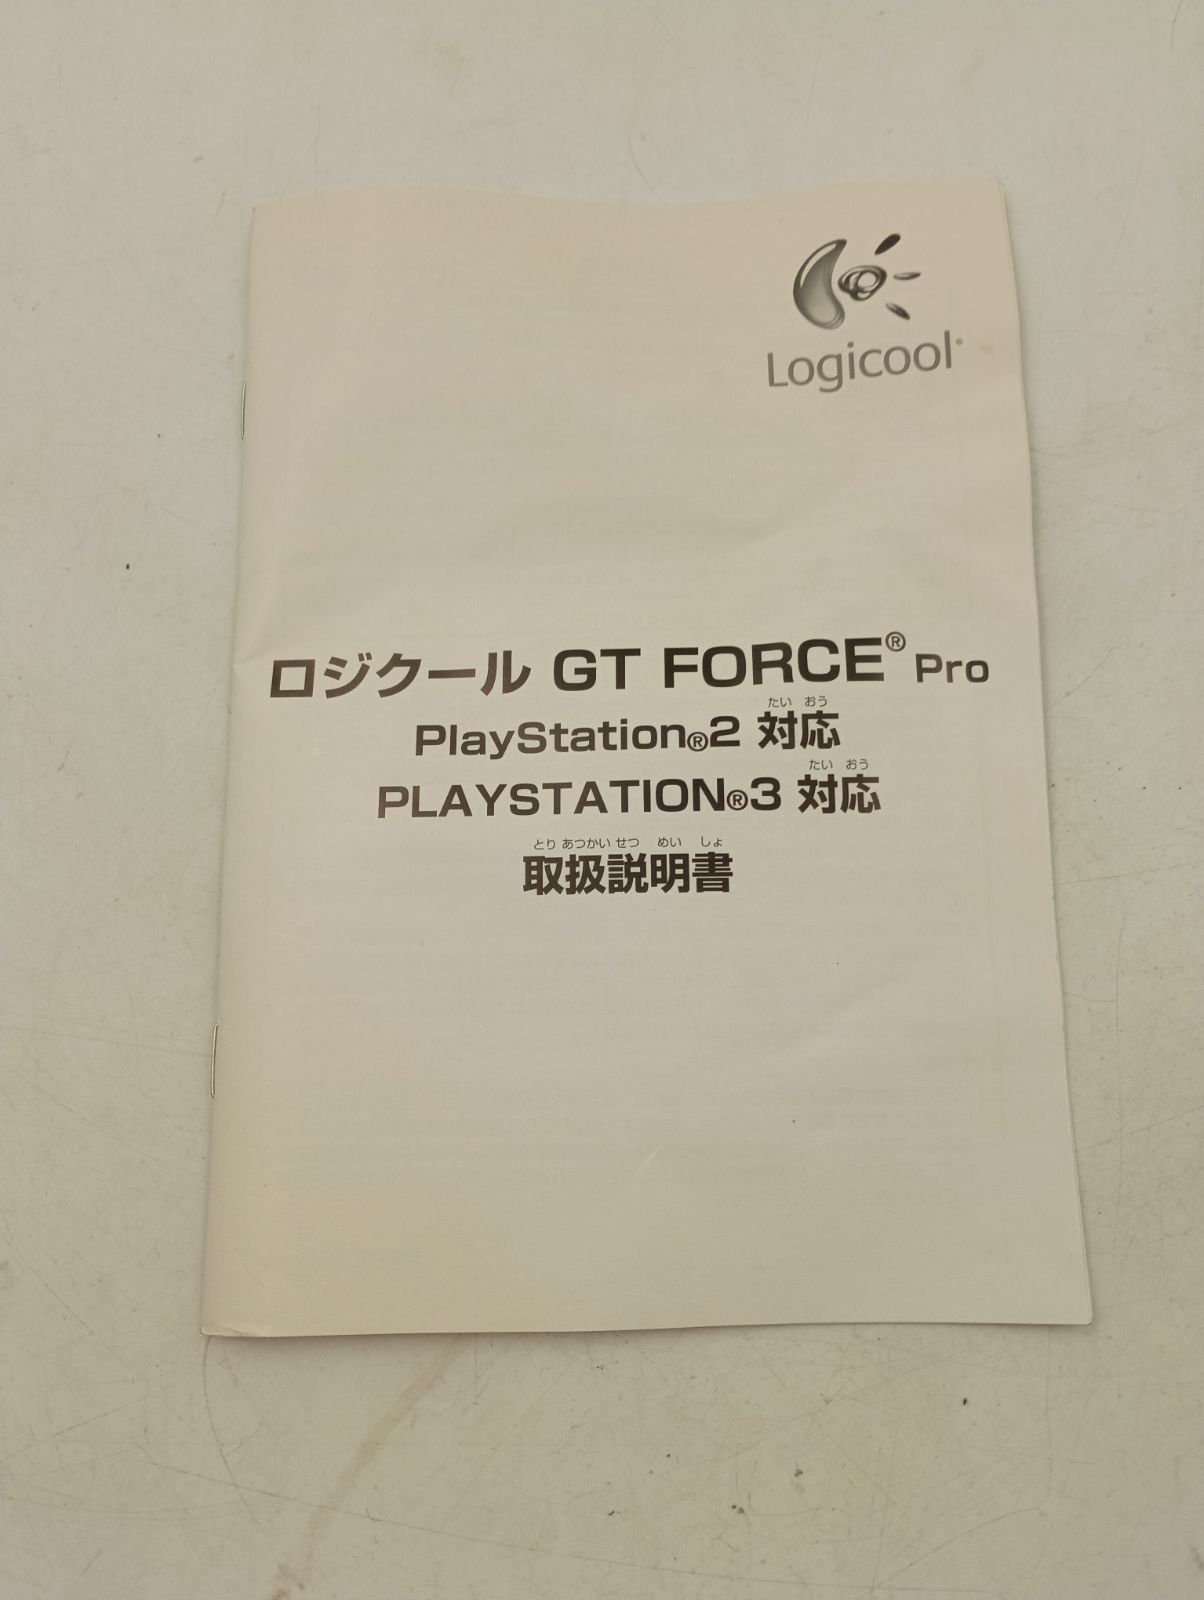 Logicool
ロジクール GT FORCE® Pro
たい おう
PlayStation®2 対応
たい おう
PLAYSTATION®3 対応
とり あつかい せつ めい しょ
取扱説明書